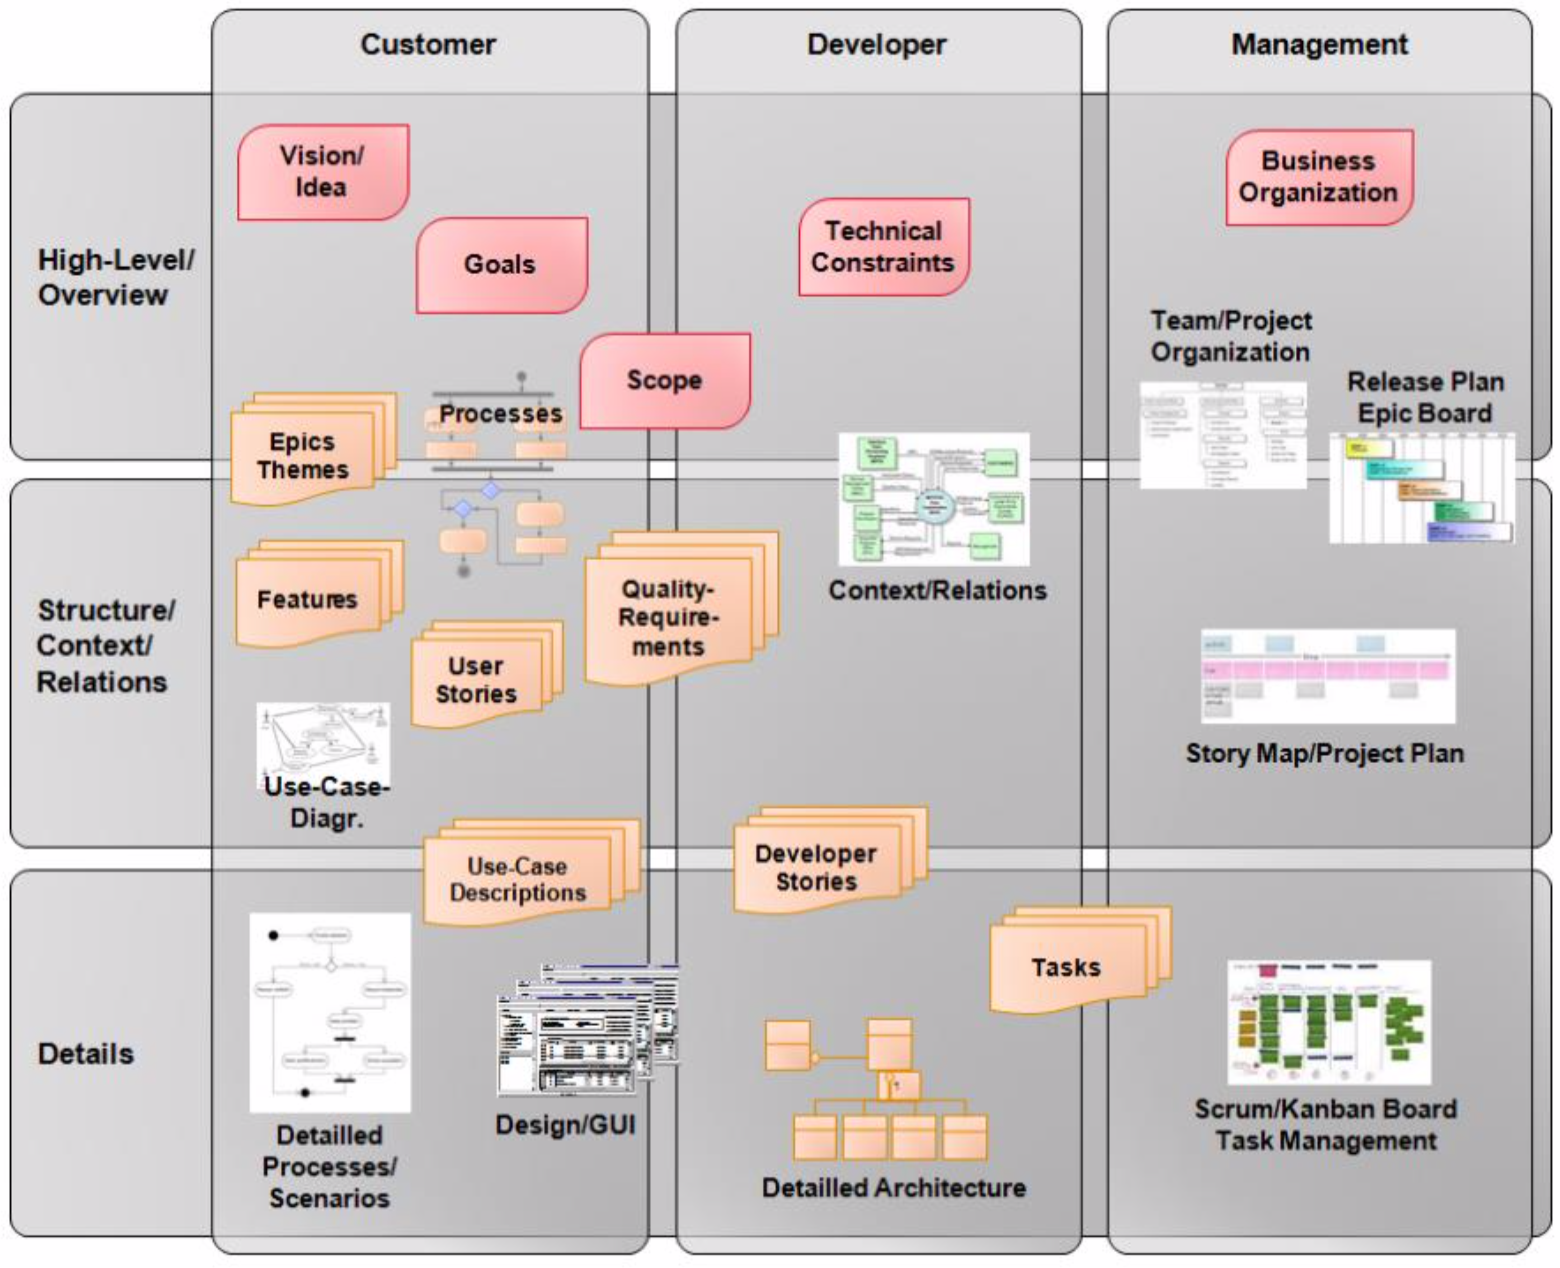 Customer
Developer
Management
High-Level/
Overview
Vision/
Idea
Goals
Scope
Technical
Constraints
Business
Organization
Team/Project
Organization
Release Plan
Epic Board
Epics
Themes
Processes
Structure/
Context/
Relations
Features
User
Stories
Quality-
Require-
ments
Context/Relations
Story Map/Project Plan
Use-Case-
Diagr.
Use-Case
Descriptions
Developer
Stories
Tasks
Details
Detailled
Processes/
Scenarios
Design/GUI
Detailled Architecture
Scrum/Kanban Board
Task Management